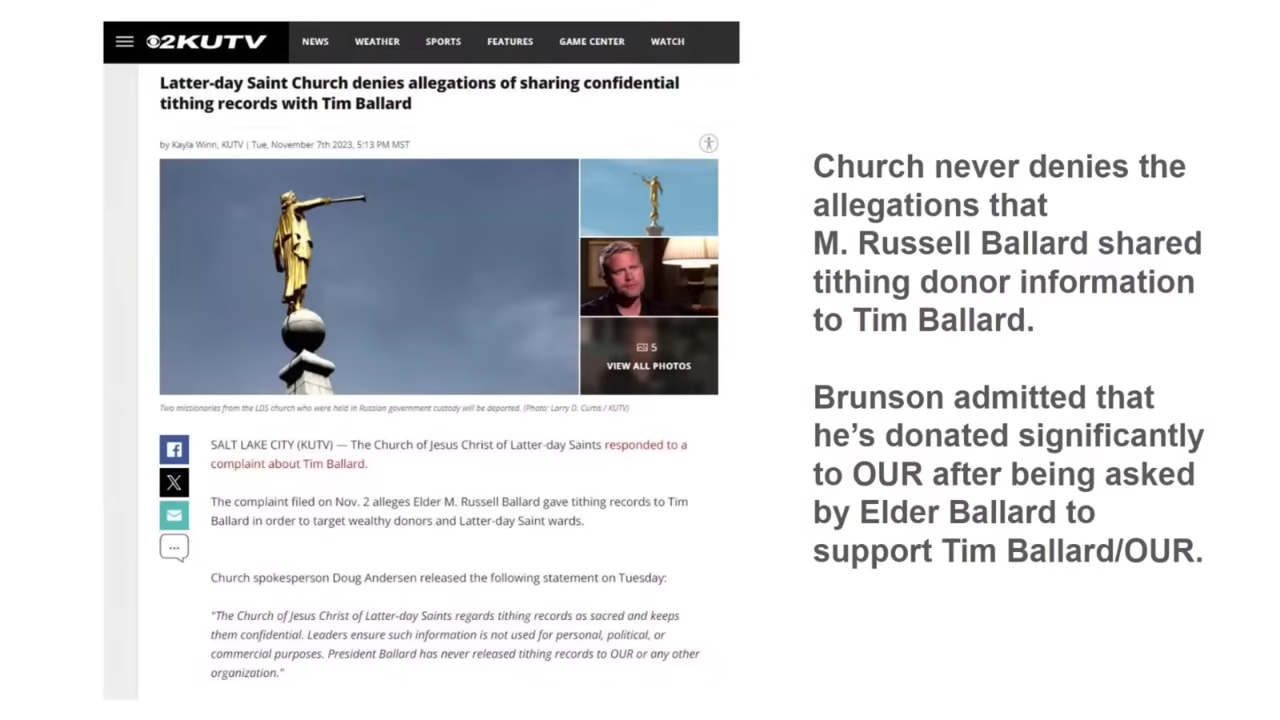 2KUTV NEWS WEATHER SPORTS FEATURES GAME CENTER WATCH
Latter-day Saint Church denies allegations of sharing confidential
tithing records with Tim Ballard
by Kayla Winn, KUTV | Tue, November 7th 2023, 5:13 PM MST
5
VIEW ALL PHOTOS
Two missionaries from the LDS church who were held in Russian government custody will be deported. (Photo: Larry D. Curtis / KUTV)
SALT LAKE CITY (KUTV) — The Church of Jesus Christ of Latter-day Saints responded to a
complaint about Tim Ballard.
The complaint filed on Nov. 2 alleges Elder M. Russell Ballard gave tithing records to Tim
Ballard in order to target wealthy donors and Latter-day Saint wards.
Church spokesperson Doug Andersen released the following statement on Tuesday:
"The Church of Jesus Christ of Latter-day Saints regards tithing records as sacred and keeps
them confidential. Leaders ensure such information is not used for personal, political, or
commercial purposes. President Ballard has never released tithing records to OUR or any other
organization."
Church never denies the
allegations that
M. Russell Ballard shared
tithing donor information
to Tim Ballard.
Brunson admitted that
he’s donated significantly
to OUR after being asked
by Elder Ballard to
support Tim Ballard/OUR.